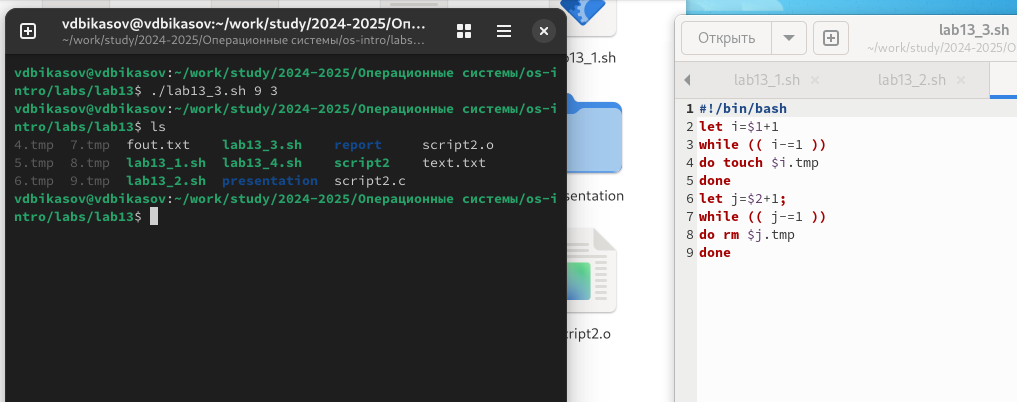 vdbikasov@vdbikasov:~/work/study/2024-2025/Оп...
~/work/study/2024-2025/Операционные системы/os-intro/labs...
vdbikasov@vdbikasov:~/work/study/2024-2025/Операционные системы/os-i
ntro/labs/lab13$ ./lab13_3.sh 9 3
vdbikasov@vdbikasov:~/work/study/2024-2025/Операционные системы/os-i
ntro/labs/lab13$ ls
4.tmp 7.tmp fout.txt lab13_3.sh report script2.o
5.tmp 8.tmp lab13_1.sh lab13_4.sh script2 text.txt
6.tmp 9.tmp lab13_2.sh presentation script2.c
vdbikasov@vdbikasov:~/work/study/2024-2025/Операционные системы/os-i
ntro/labs/lab13$
13_1.sh
sentation
cript2.o
Открыть
lab13_3.sh
~/work/study/2024-2025/О
lab13_1.sh
lab13_2.sh
1 #!/bin/bash
2 let i=$1+1
3 while (( i-=1 ))
4 do touch $i.tmp
5 done
6 let j=$2+1;
7 while (( j-=1 ))
8 do rm $j.tmp
9 done